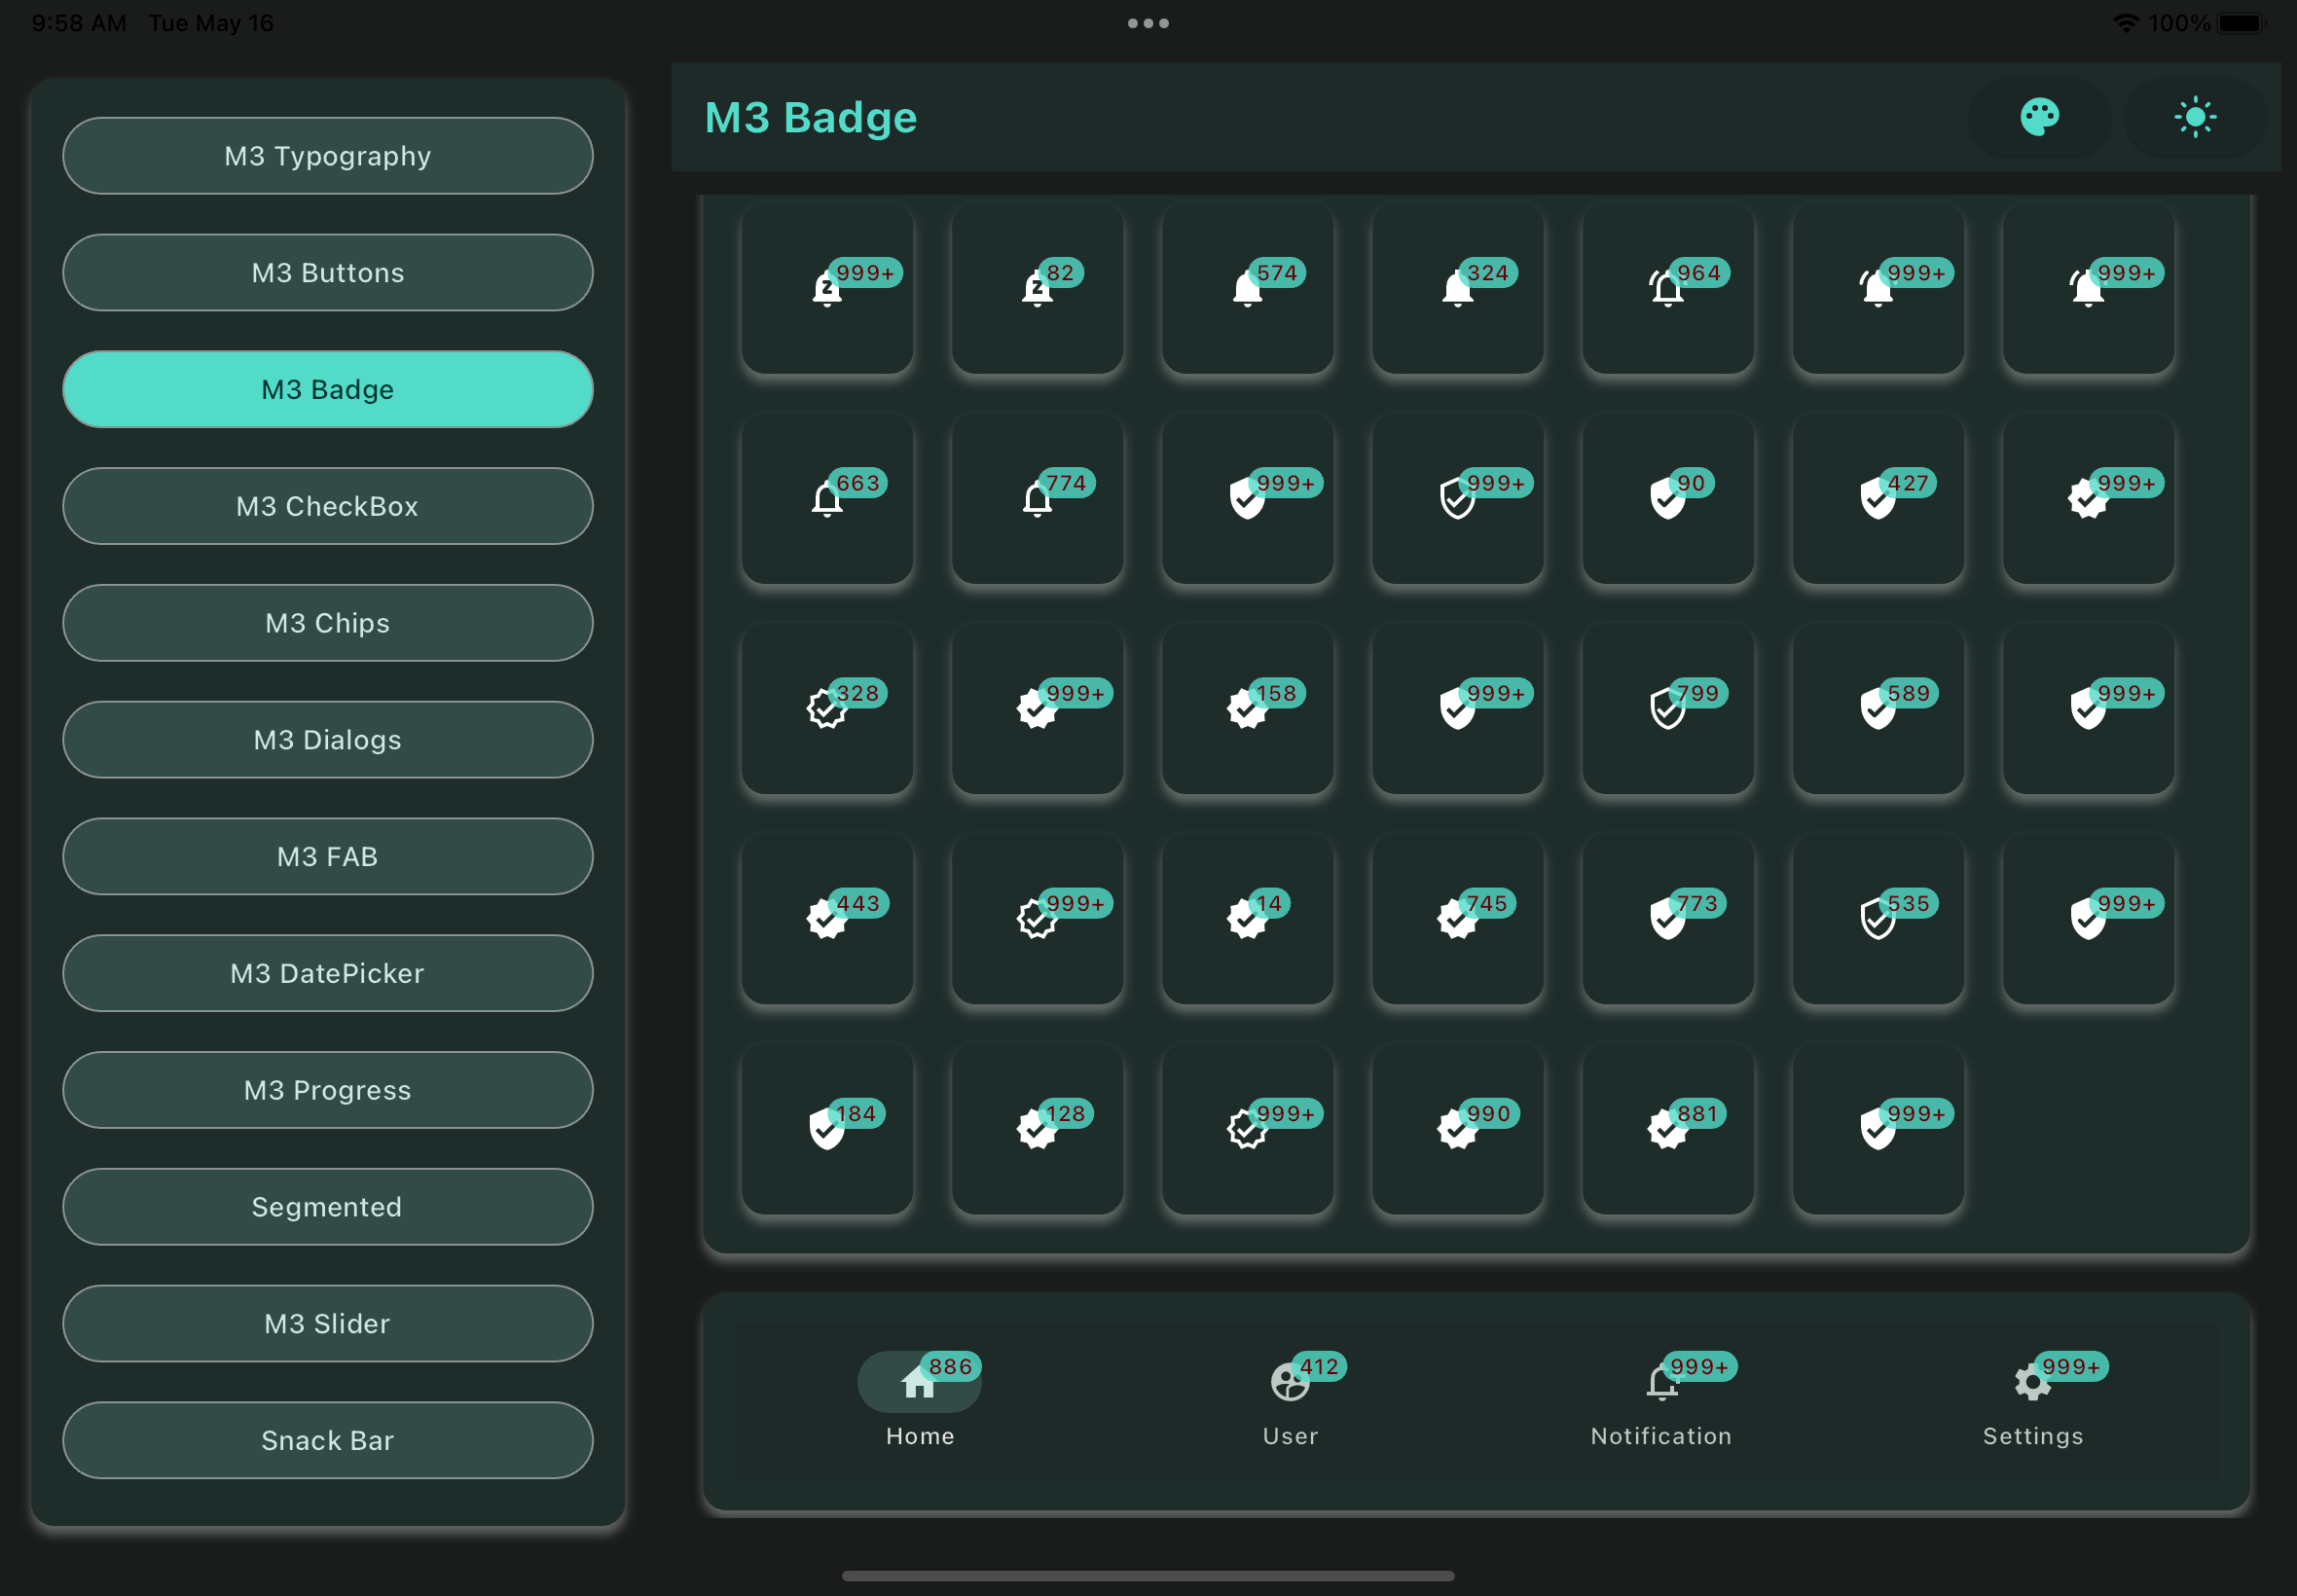 9:58 AM Tue May 16
100%
M3 Typography
M3 Buttons
M3 Badge
M3 CheckBox
M3 Chips
M3 Dialogs
M3 FAB
M3 DatePicker
M3 Progress
Segmented
M3 Slider
Snack Bar
M3 Badge
999+ 82 574 324 964 999+ 999+
663 774 999+ 999+ 90 427 999+
328 999+ 158 999+ 799 589 999+
443 999+ 14 745 773 535 999+
184 128 999+ 990 881 999+
886 412 999+ 999+
Home User Notification Settings